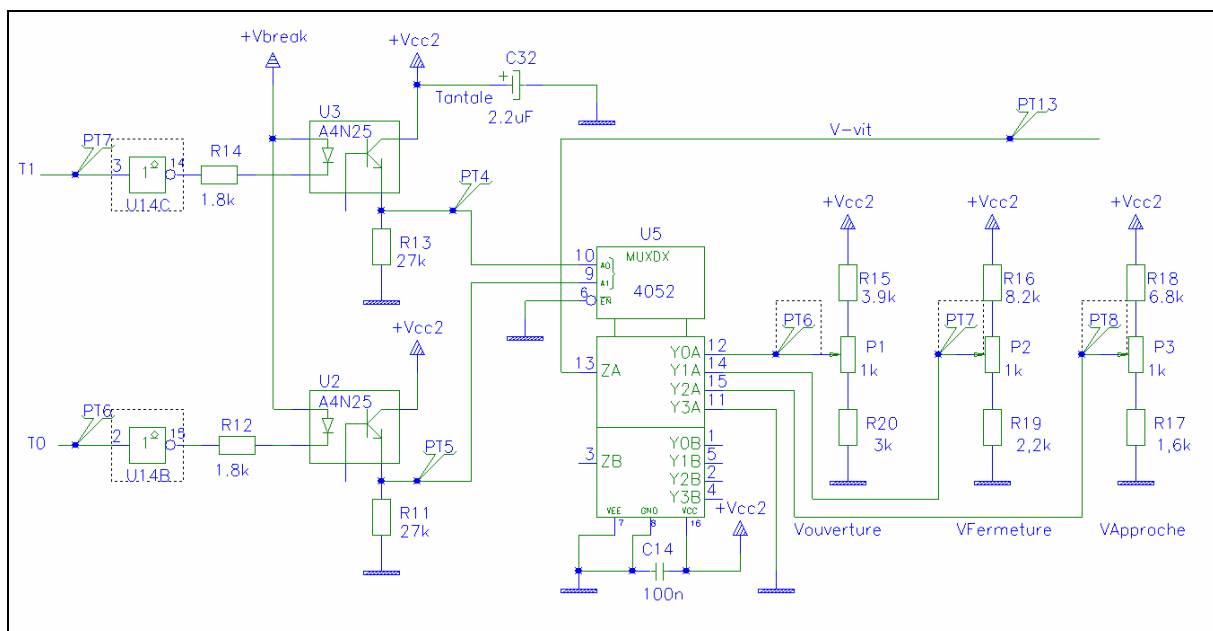 +Vbreak
+Vcc2
C32
+
Tantale
2.2uF
U3
A4N25
PT13
V-vit
PT7
T1
3
1
14
R14
U14C
1.8k
PT4
R13
27k
U5
MUXDX
4052
10
A0
9
A1
6
EN
+Vcc2
+Vcc2
+Vcc2
R15
3.9k
R16
8.2k
R18
6.8k
PT6
PT7
PT8
P1
1k
P2
1k
P3
1k
R20
3k
R19
2,2k
R17
1,6k
+Vcc2
U2
A4N25
PT6
T0
2
1
15
R12
U14B
1.8k
PT5
R11
27k
13
ZA
Y0A
12
Y1A
14
Y2A
15
Y3A
11
3
ZB
Y0B
1
Y1B
5
Y2B
2
Y3B
4
VEE
GND
VCC
7
8
16
+Vcc2
C14
100n
Vouverture
VFermeture
VApproche